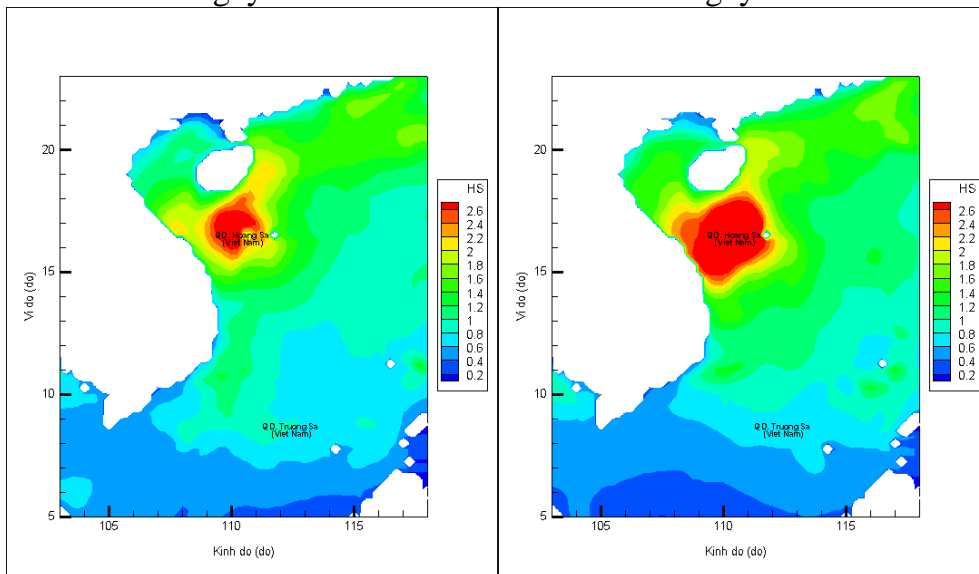 HS
2.6
2.4
2.2
2
1.8
1.6
1.4
1.2
1
0.8
0.6
0.4
0.2
QD. Hoang Sa
(Viet Nam)
QD. Truong Sa
(Viet Nam)
Vi do (do)
20
15
10
5
105
110
115
Kinh do (do)
HS
2.6
2.4
2.2
2
1.8
1.6
1.4
1.2
1
0.8
0.6
0.4
0.2
QD. Hoang Sa
(Viet Nam)
QD. Truong Sa
(Viet Nam)
Vi do (do)
20
15
10
5
105
110
115
Kinh do (do)